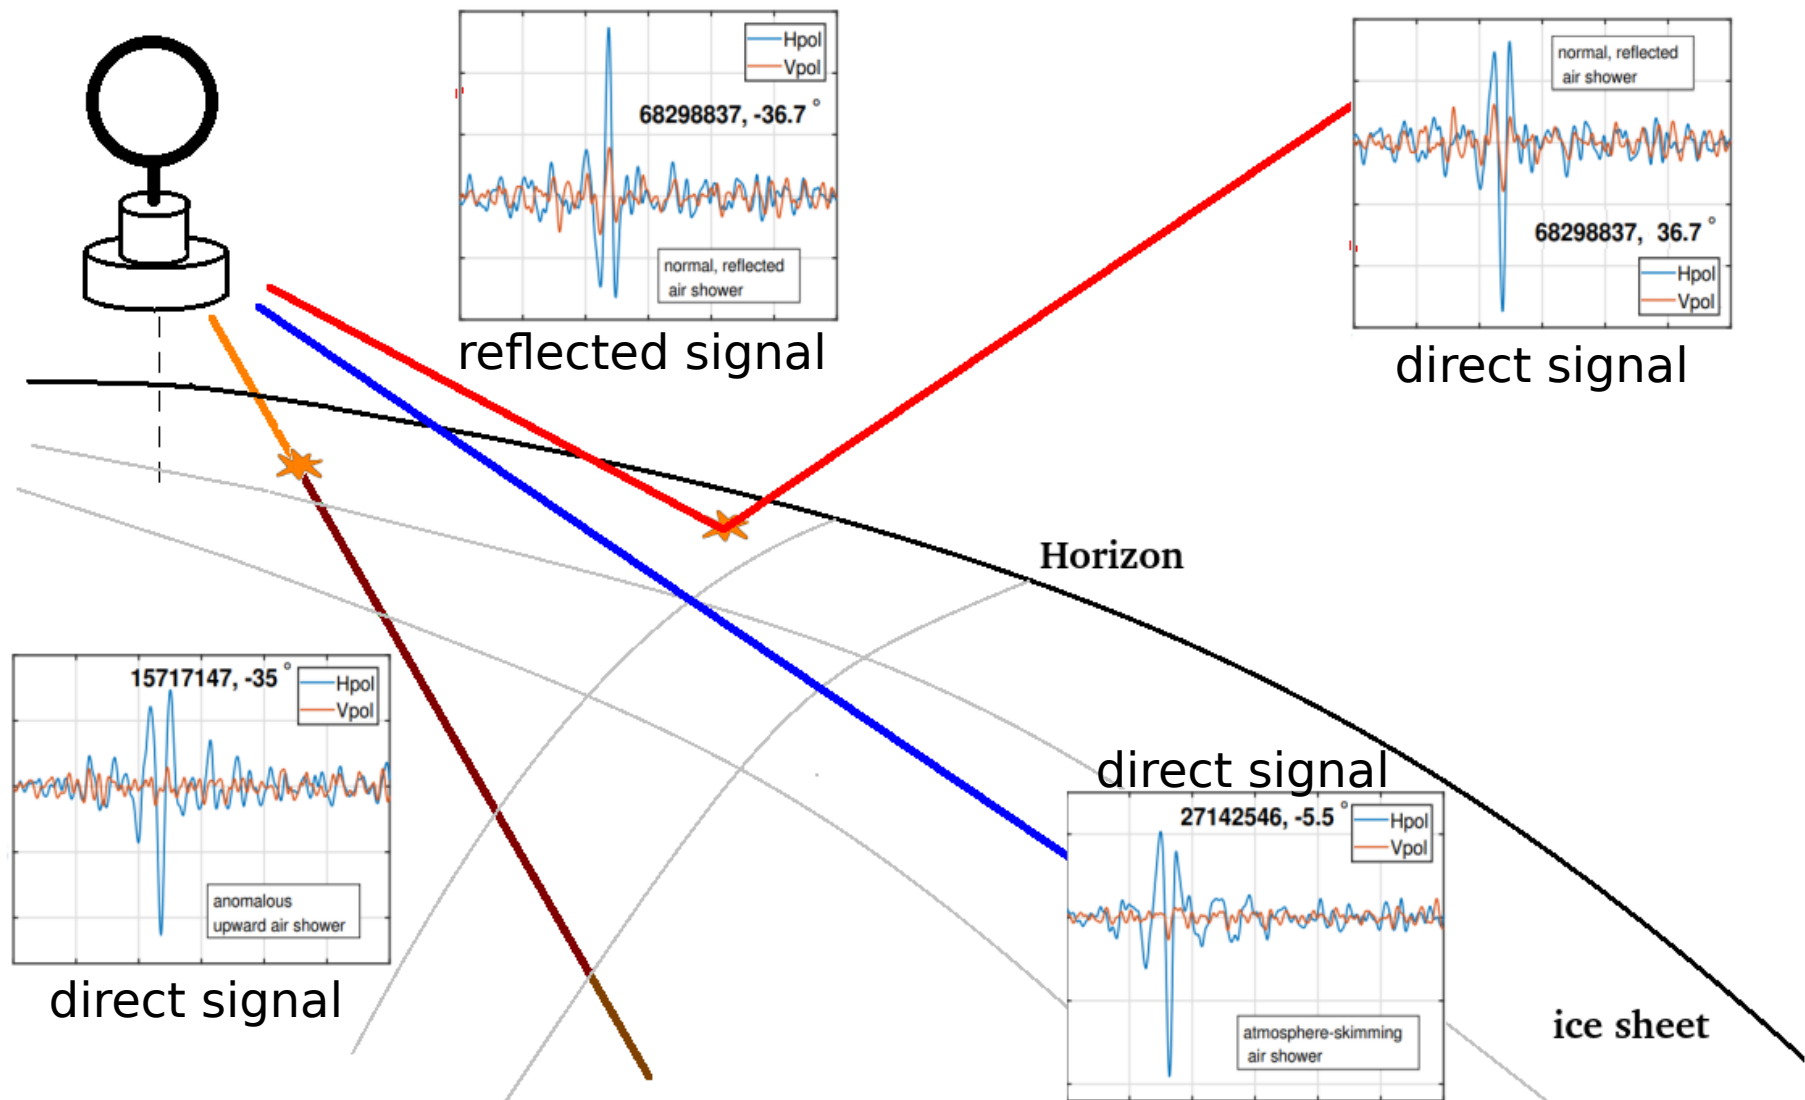 Hpol
Vpol
68298837, -36.7 °
normal, reflected
air shower
reflected signal
normal, reflected
air shower
68298837, 36.7 °
Hpol
Vpol
direct signal
Horizon
15717147, -35 °
Hpol
Vpol
anomalous
upward air shower
direct signal
direct signal
27142546, -5.5 °
Hpol
Vpol
atmosphere-skimming
air shower
ice sheet